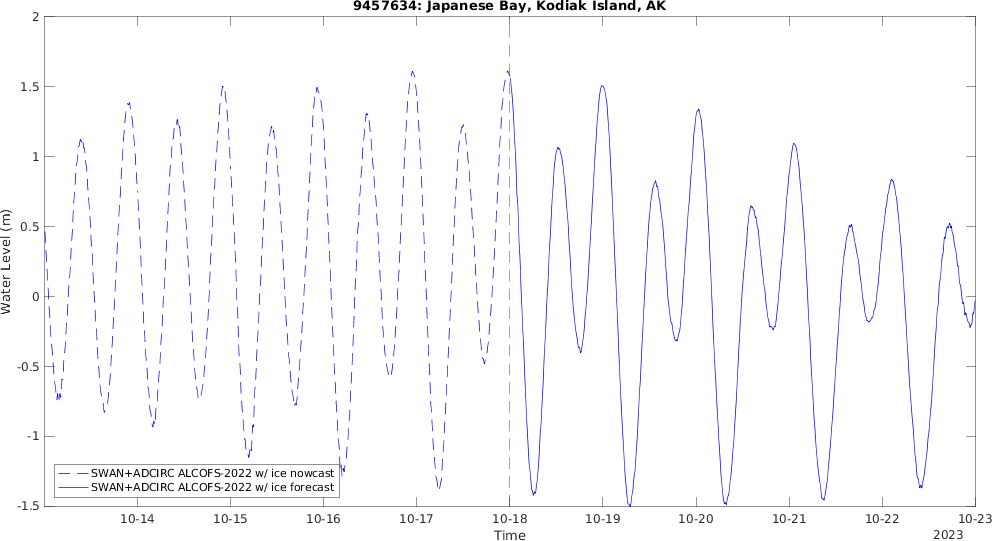 9457634: Japanese Bay, Kodiak Island, AK
2
1.5
1
0.5
0
-0.5
-1
-1.5
Water Level (m)
SWAN+ADCIRC ALCOFS-2022 w/ ice nowcast
SWAN+ADCIRC ALCOFS-2022 w/ ice forecast
10-14 10-15 10-16 10-17 10-18 10-19 10-20 10-21 10-22 10-23
Time
2023